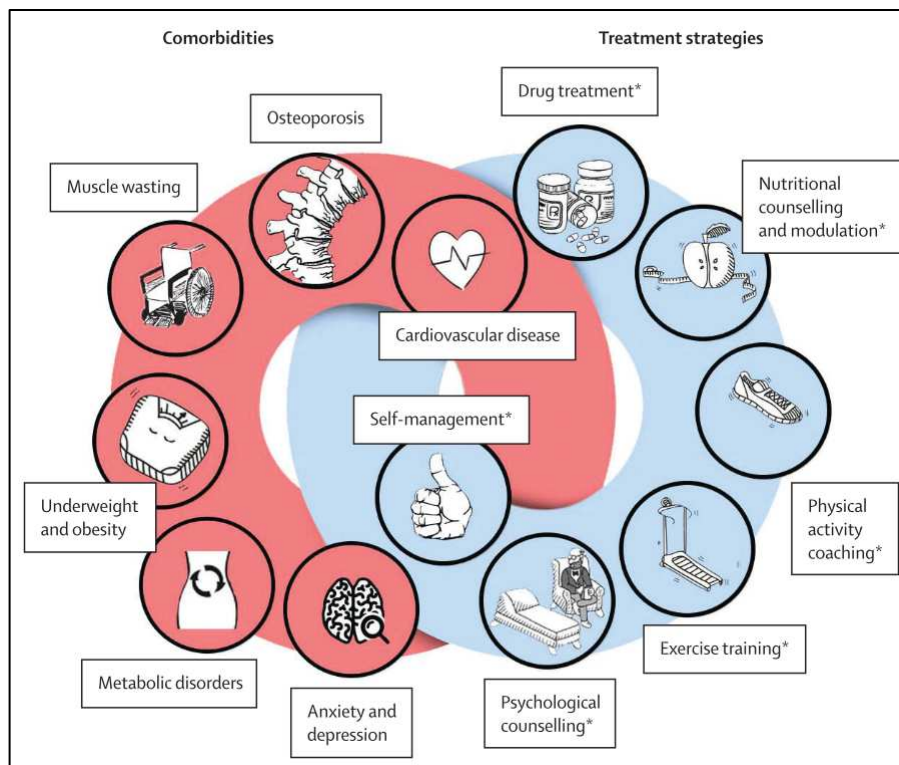 Comorbidities
Treatment strategies
Drug treatment*
Osteoporosis
Muscle wasting
Nutritional
counselling
and modulation*
Cardiovascular disease
Self-management*
Underweight
and obesity
Physical
activity
coaching*
Exercise training*
Metabolic disorders
Anxiety and
depression
Psychological
counselling*